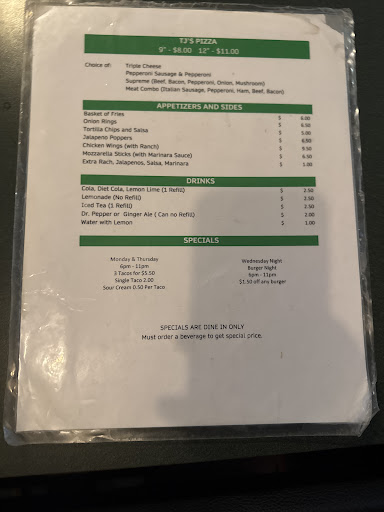 TJ'S PIZZA
9" - $8.00 12" - $11.00
Choice of: Triple Cheese
Pepperoni Sausage & Pepperoni
Supreme (Beef, Bacon, Pepperoni, Onion, Mushroom)
Meat Combo (Italian Sausage, Pepperoni, Ham, Beef, Bacon)
APPETIZERS AND SIDES
Basket of Fries $ 6.00
Onion Rings $ 6.50
Tortilla Chips and Salsa $ 5.00
Jalapeno Poppers $ 6.50
Chicken Wings (with Ranch) $ 9.50
Mozzarella Sticks (with Marinara Sauce) $ 6.50
Extra Rach, Jalapenos, Salsa, Marinara $ 1.00
DRINKS
Cola, Diet Cola, Lemon Lime (1 Refill) $ 2.50
Lemonade (No Refill) $ 2.50
Iced Tea (1 Refill) $ 2.50
Dr. Pepper or Ginger Ale ( Can no Refill) $ 2.00
Water with Lemon $ 1.00
SPECIALS
Monday & Thursday
6pm - 11pm
3 Tacos for $5.50
Single Taco 2.00
Sour Cream 0.50 Per Taco
Wednesday Night
Burger Night
6pm - 11pm
$1.50 off any burger
SPECIALS ARE DINE IN ONLY
Must order a beverage to get special price.